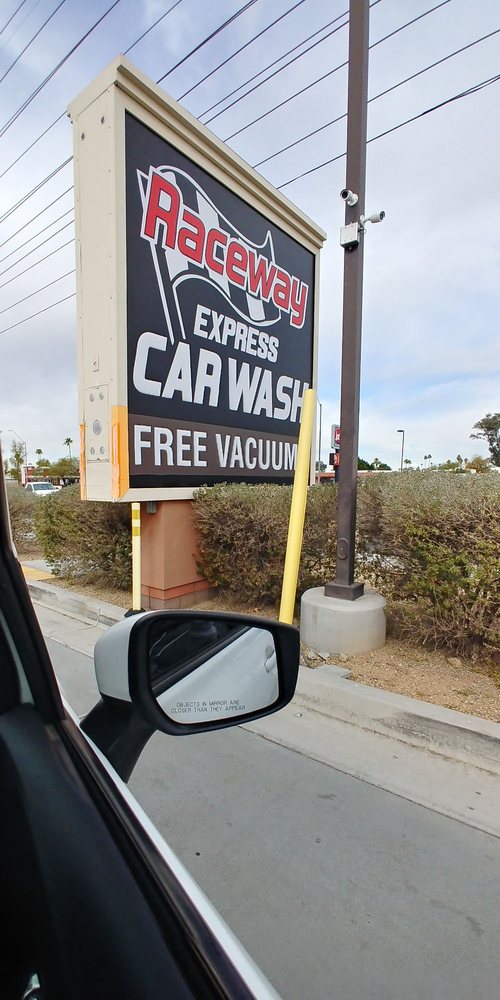 Raceway
EXPRESS
CAR WASH
FREE VACUUM
OBJECTS IN MIRROR ARE
CLOSER THAN THEY APPEAR